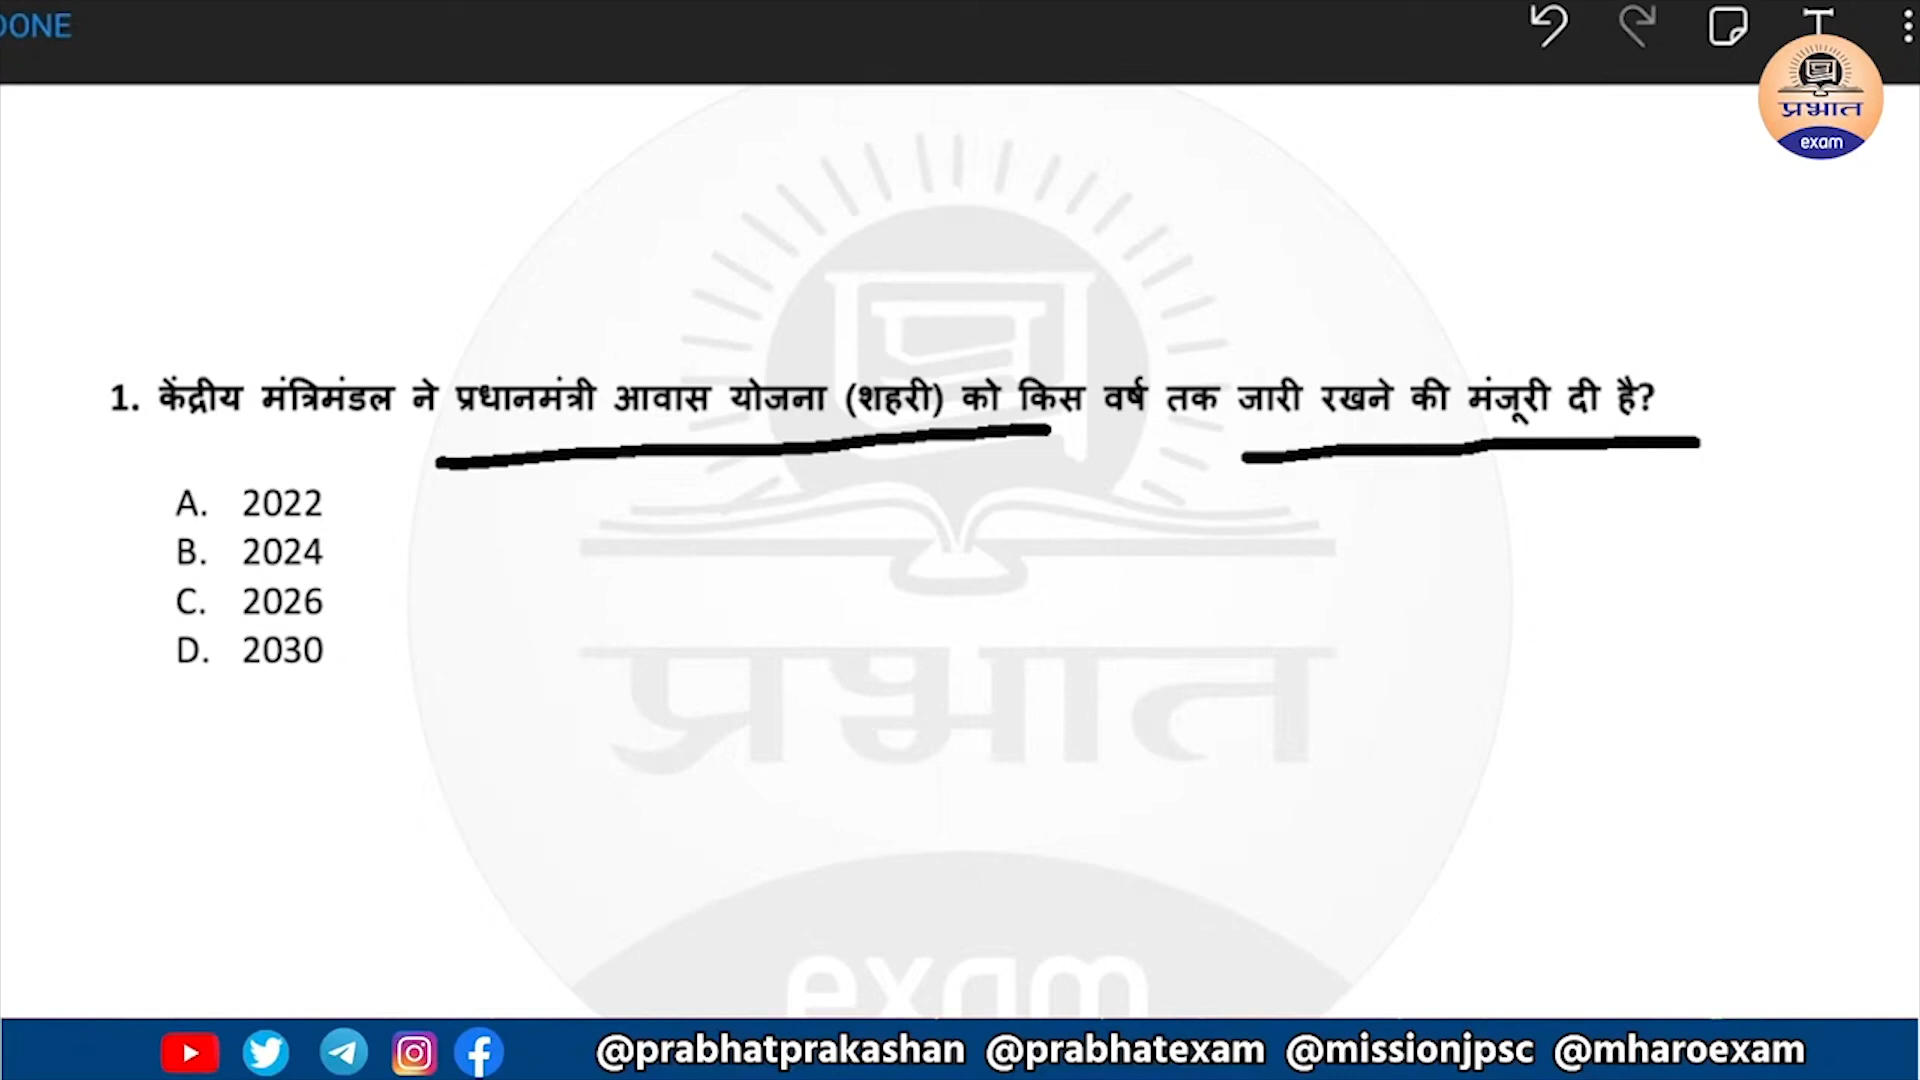 DONE
प्रभात
exam
1. केंद्रीय मंत्रिमंडल ने प्रधानमंत्री आवास योजना (शहरी) को किस वर्ष तक जारी रखने की मंजूरी दी है?
A. 2022
B. 2024
C. 2026
D. 2030
प्रभात
exam
@prabhatprakashan @prabhatexam @missionjpsc @mharoexam